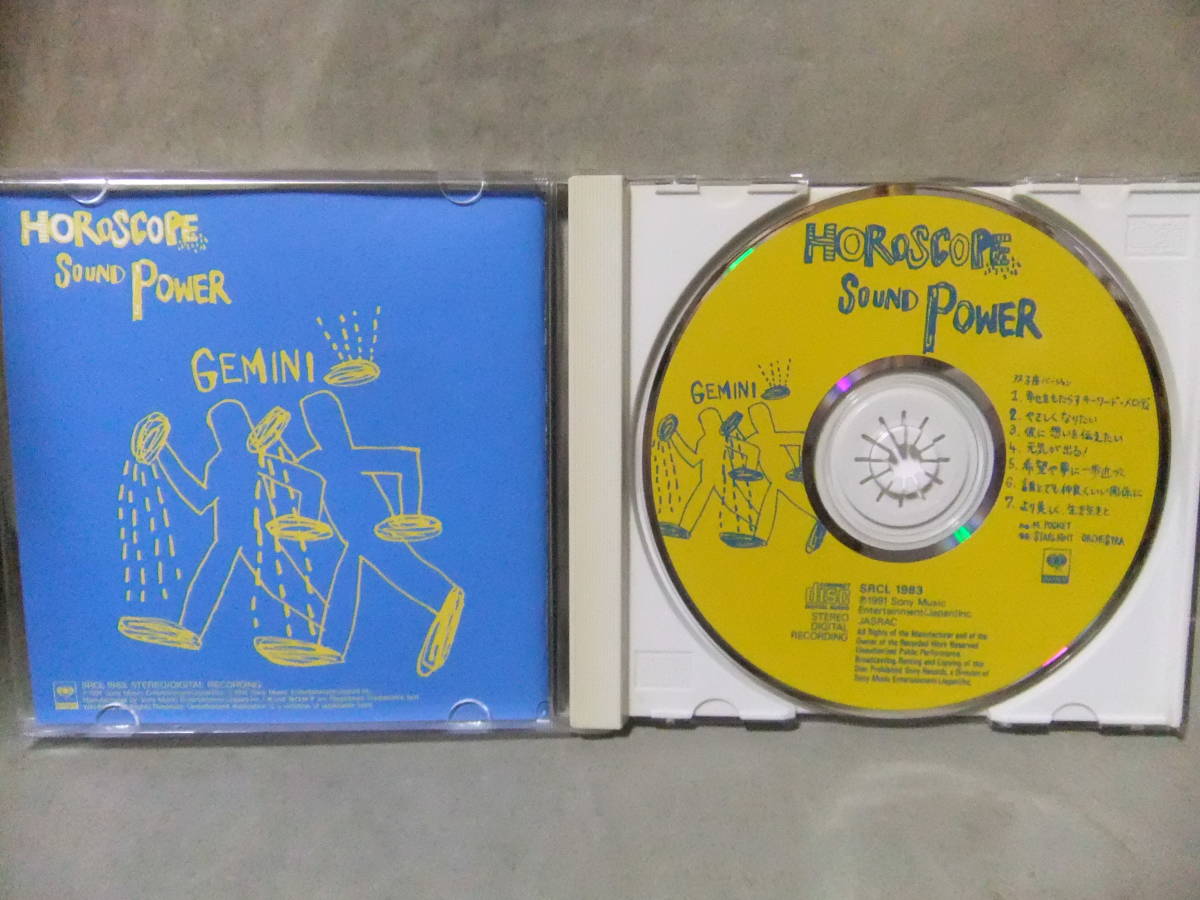 HOROSCOPE
SOUND POWER
GEMINI
SRCL 1983 STEREO/DIGITAL RECORDING
HOROSCOPE
SOUND POWER
GEMINI
双子座バージョン
1. 幸せをもたらすキーワード・メロディ
2. やさしくなりたい
3. 彼に想いを伝えたい
4. 元気が出る!
5. 希望や夢に一歩近づく
6. 誰とでも仲良くいい関係に
7. より美しく、生き生きと
M. POCKET
STARLIGHT ORCHESTRA
disc
DIGITAL AUDIO
STEREO
DIGITAL
RECORDING
SRCL 1983
℗1991 Sony Music
Entertainment(Japan)Inc.
JASRAC
All Rights of the Manufacturer and of the
Owner of the Recorded Work Reserved
Unauthorized Public Performance,
Broadcasting, Renting and Copying of this
Disc Prohibited Sony Records, a Division of
Sony Music Entertainment (Japan)Inc.